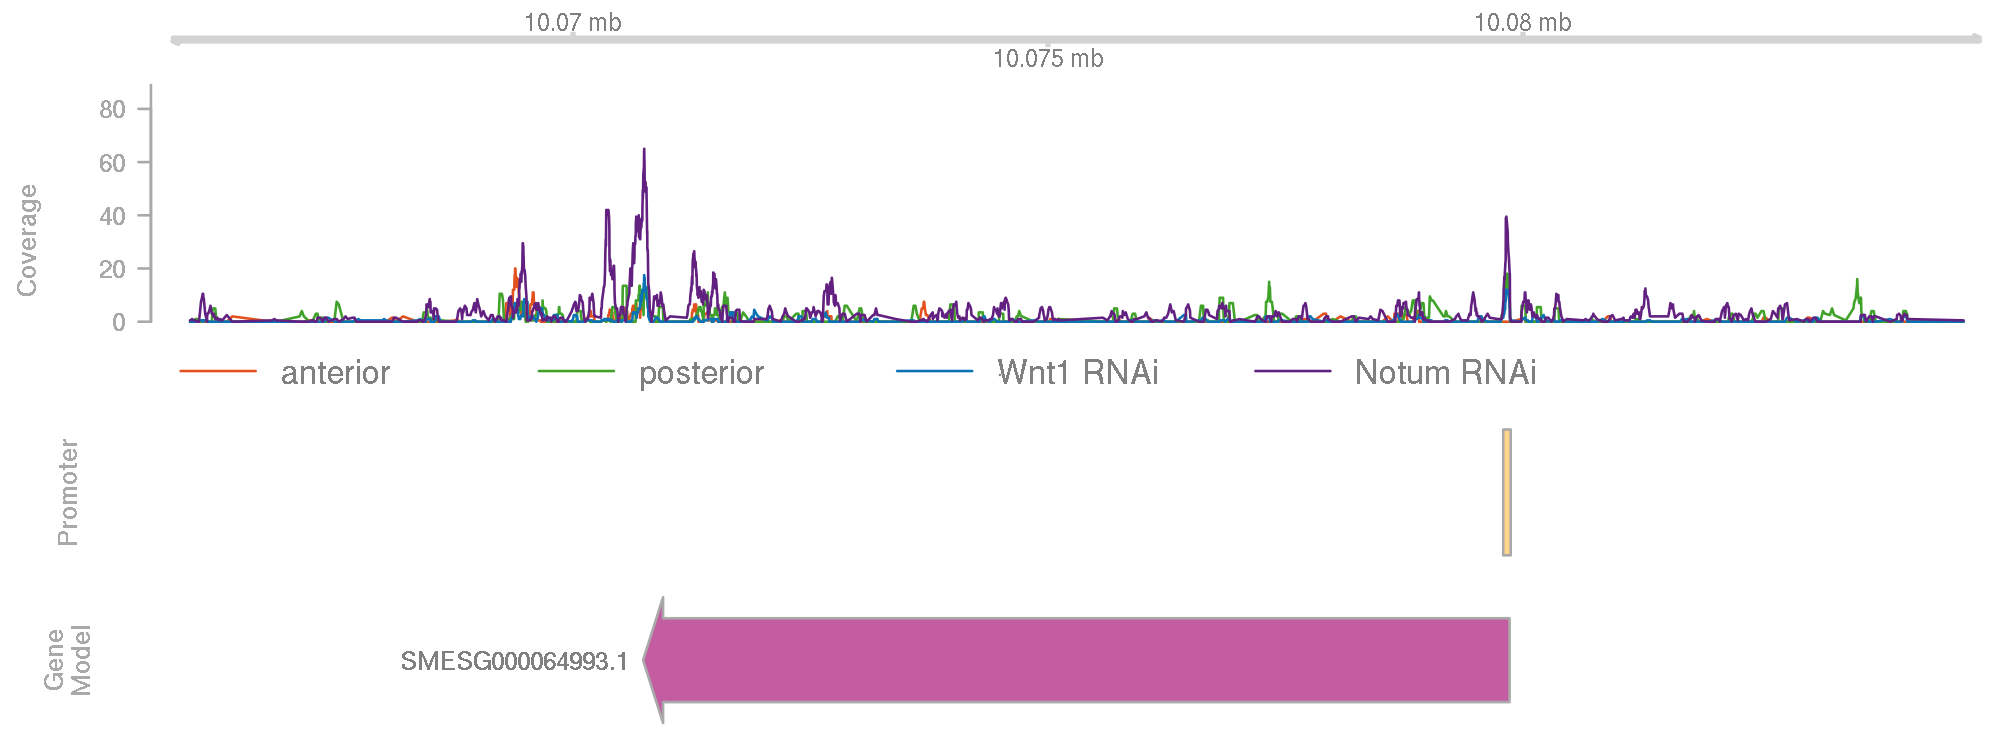 10.07 mb
10.08 mb
10.075 mb
Coverage
80
60
40
20
0
anterior
posterior
Wnt1 RNAi
Notum RNAi
Promoter
Gene
Model
SMESG000064993.1